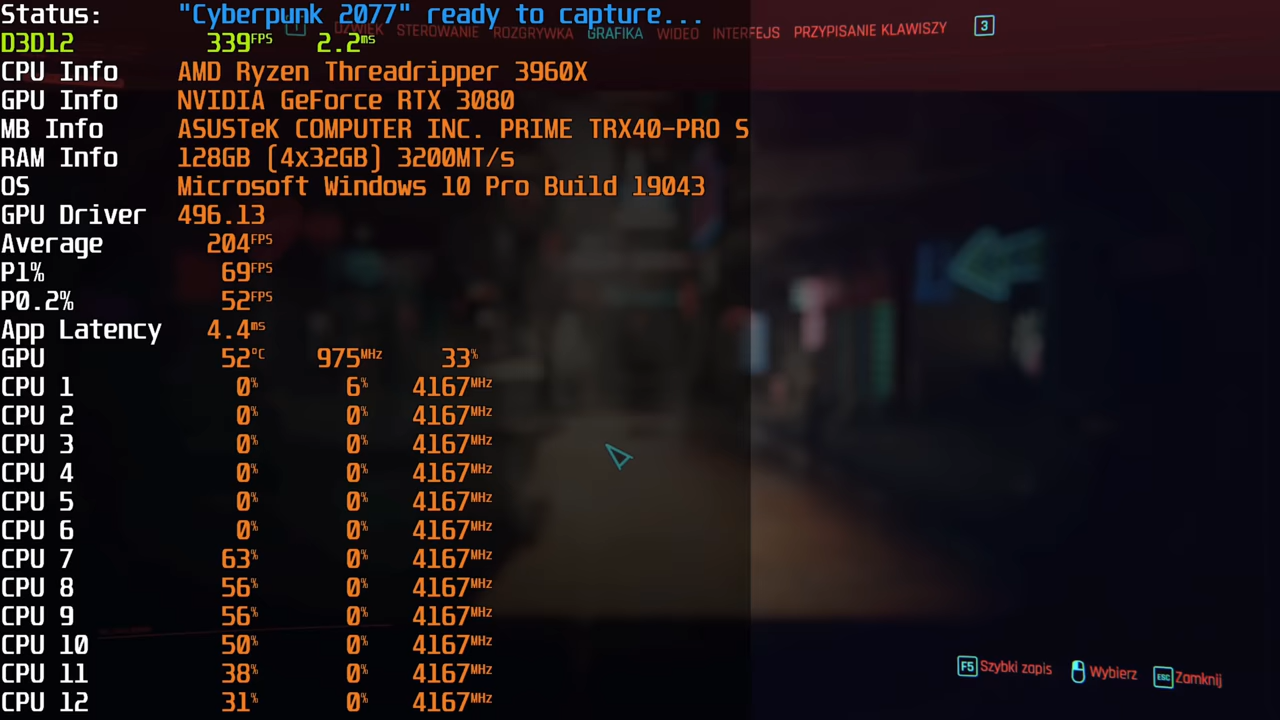 Status: "Cyberpunk 2077" ready to capture...
1 DŹWIĘK STEROWANIE ROZGRYWKA GRAFIKA WIDEO INTERFEJS PRZYPISANIE KLAWISZY 3
D3D12 339FPS 2.2ms
CPU Info AMD Ryzen Threadripper 3960X
GPU Info NVIDIA GeForce RTX 3080
MB Info ASUSTeK COMPUTER INC. PRIME TRX40-PRO S
RAM Info 128GB (4x32GB) 3200MT/s
OS Microsoft Windows 10 Pro Build 19043
GPU Driver 496.13
Average 204FPS
P1% 69FPS
P0.2% 52FPS
App Latency 4.4ms
GPU 52°C 975MHz 33%
CPU 1 0% 6% 4167MHz
CPU 2 0% 0% 4167MHz
CPU 3 0% 0% 4167MHz
CPU 4 0% 0% 4167MHz
CPU 5 0% 0% 4167MHz
CPU 6 0% 0% 4167MHz
CPU 7 63% 0% 4167MHz
CPU 8 56% 0% 4167MHz
CPU 9 56% 0% 4167MHz
CPU 10 50% 0% 4167MHz
CPU 11 38% 0% 4167MHz
CPU 12 31% 0% 4167MHz
F5 Szybki zapis Wybierz ESC Zamknij